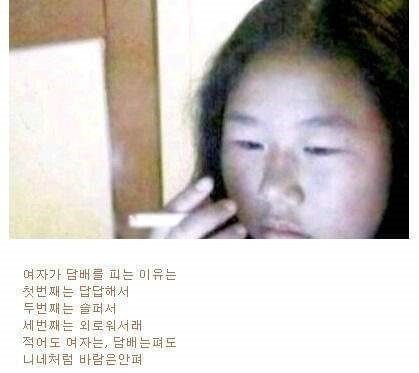 여자가 담배를 피는 이유는
첫번째는 답답해서
두번째는 슬퍼서
세번째는 외로워서래
적어도 여자는, 담배는펴도
니네처럼 바람은안펴